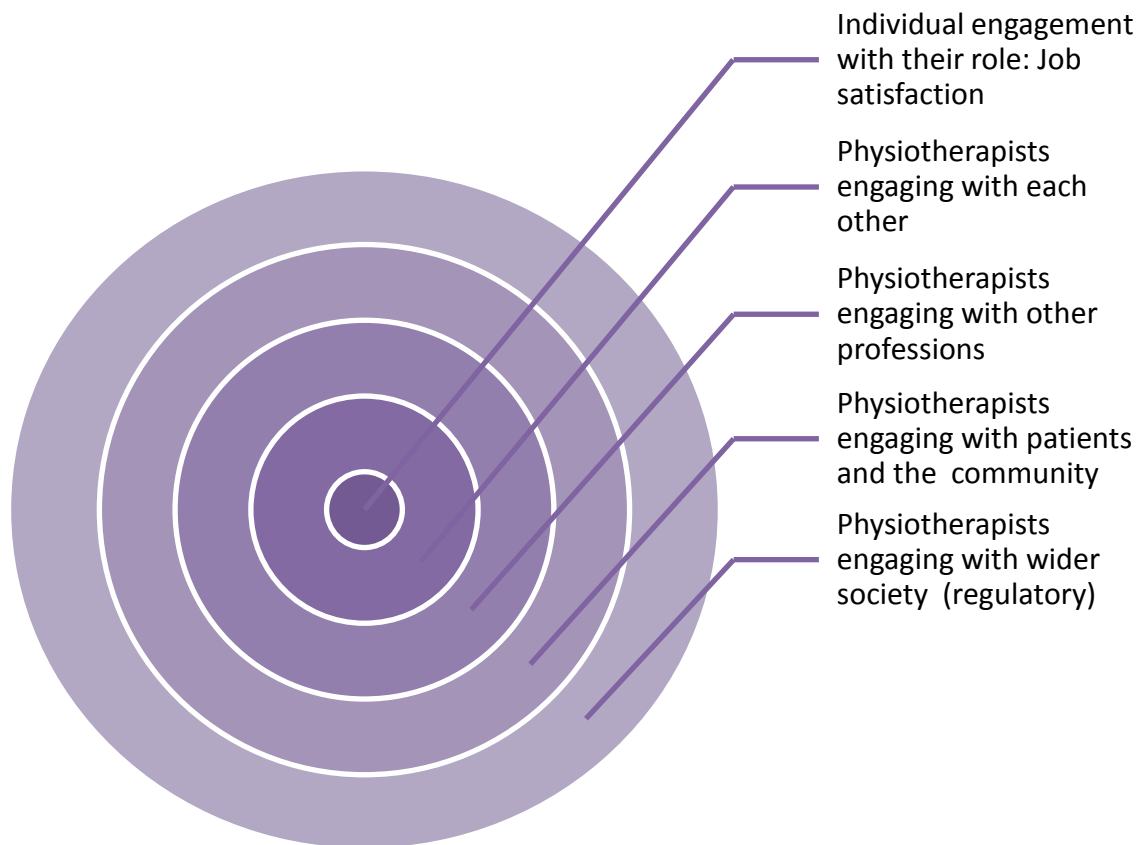 Individual engagement
with their role: Job
satisfaction
Physiotherapists
engaging with each
other
Physiotherapists
engaging with other
professions
Physiotherapists
engaging with patients
and the  community
Physiotherapists
engaging with wider
society  (regulatory)